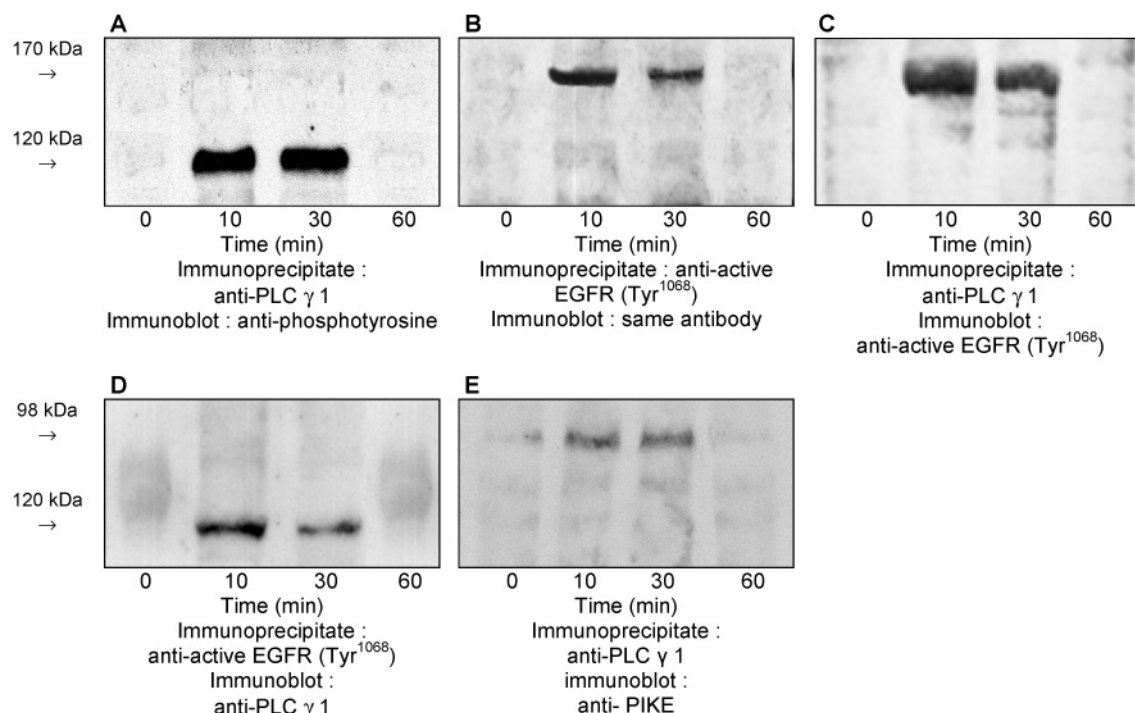 A
B
C
170 kDa
→
120 kDa
→
0 10 30 60
Time (min)
Immunoprecipitate :
anti-PLC γ 1
Immunoblot : anti-phosphotyrosine
0 10 30 60
Time (min)
Immunoprecipitate : anti-active
EGFR (Tyr1068)
Immunoblot : same antibody
0 10 30 60
Time (min)
Immunoprecipitate :
anti-PLC γ 1
Immunoblot :
anti-active EGFR (Tyr1068)
D
E
98 kDa
→
120 kDa
→
0 10 30 60
Time (min)
Immunoprecipitate :
anti-active EGFR (Tyr1068)
Immunoblot :
anti-PLC γ 1
0 10 30 60
Time (min)
Immunoprecipitate :
anti-PLC γ 1
immunoblot :
anti- PIKE